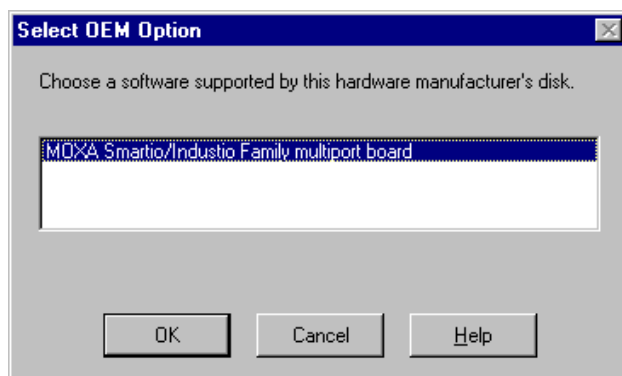 Select OEM Option
Choose a software supported by this hardware manufacturer's disk.
MOXA Smartio/Industio Family multiport board
OK
Cancel
Help